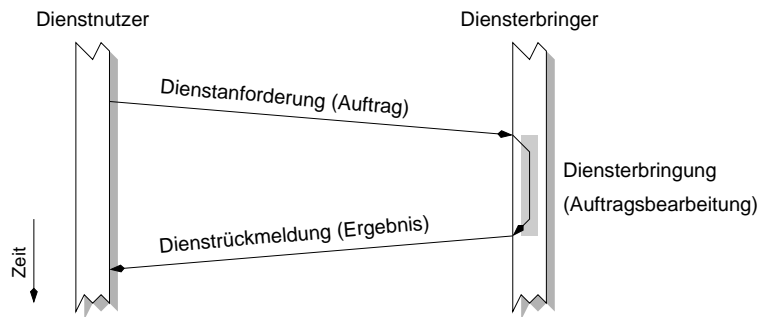 Dienstnutzer
Diensterbringer
Dienstanforderung (Auftrag)
Diensterbringung
(Auftragsbearbeitung)
Dienstrückmeldung (Ergebnis)
Zeit